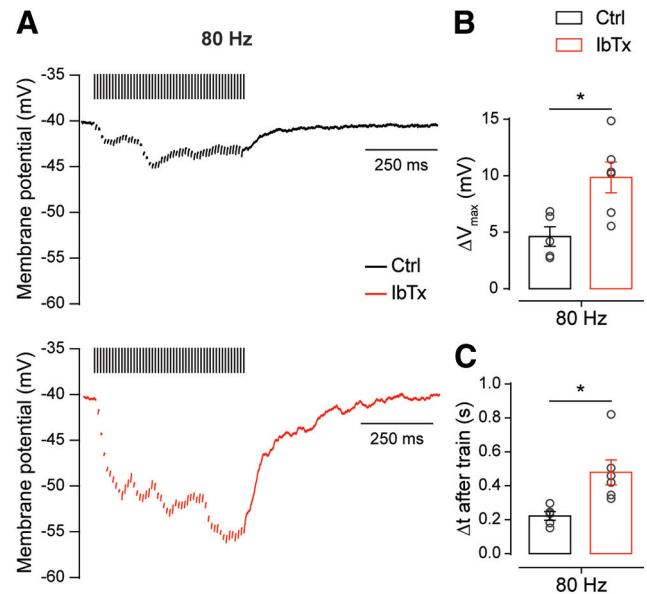 A
80 Hz
-35
-40
-45
-50
-55
-60
Membrane potential (mV)
250 ms
Ctrl
IbTx
-35
-40
-45
-50
-55
-60
Membrane potential (mV)
250 ms
B
Ctrl
IbTx
*
15
10
5
0
ΔVmax (mV)
80 Hz
C
*
1.0
0.8
0.6
0.4
0.2
0.0
Δt after train (s)
80 Hz